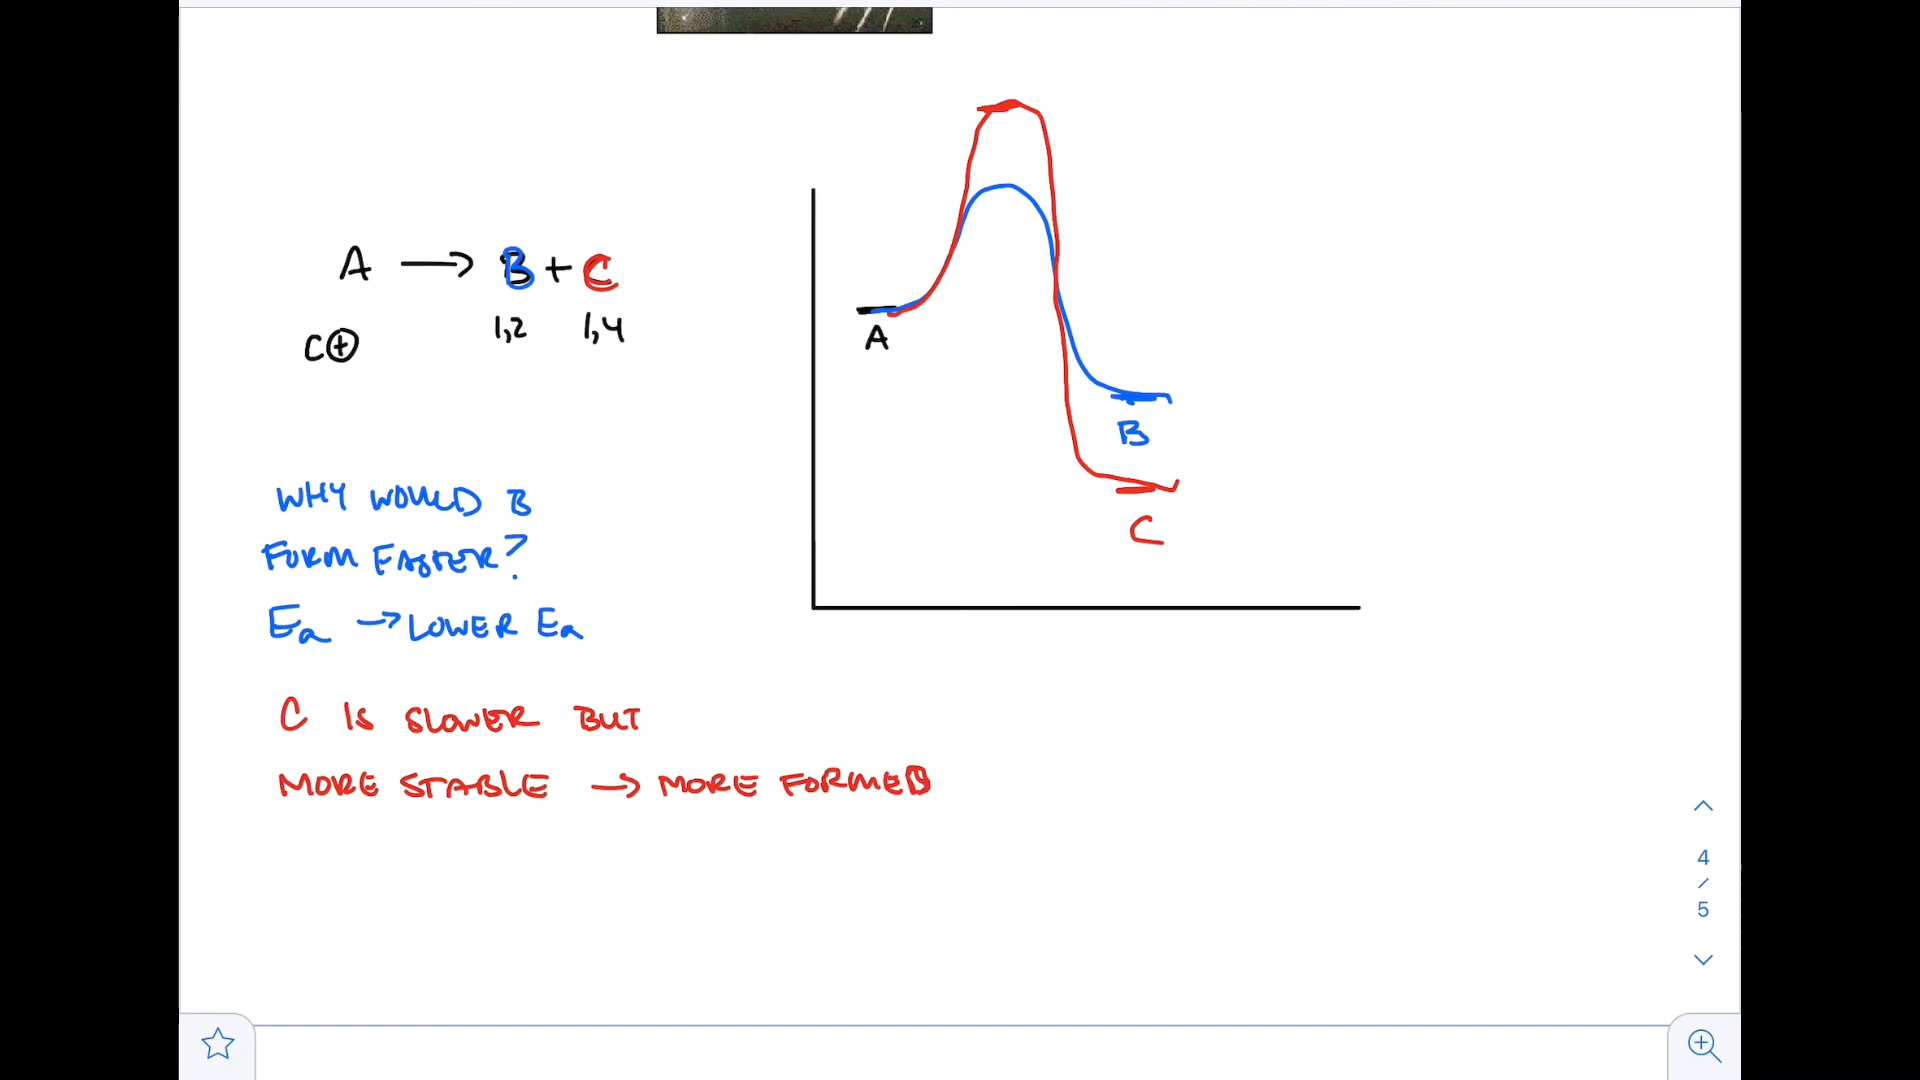 A → B + C
1,2 1,4
C⊕
A
B
C
WHY WOULD B
FORM FASTER?
Ea → LOWER Ea
C IS SLOWER BUT
MORE STABLE → MORE FORMED
4
/
5